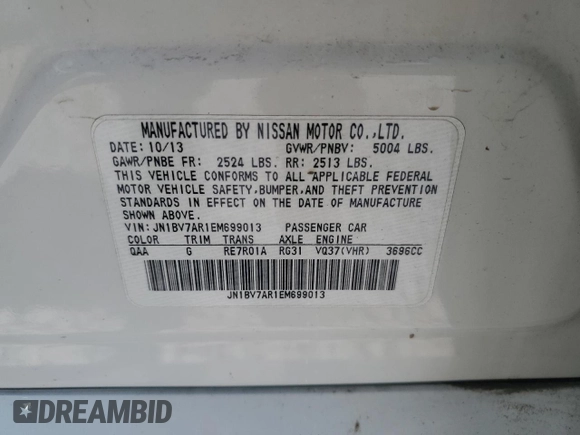 MANUFACTURED BY NISSAN MOTOR CO.,LTD.
DATE: 10/13 GVWR/PNBV: 5004 LBS.
GAWR/PNBE FR: 2524 LBS. RR: 2513 LBS.
THIS VEHICLE CONFORMS TO ALL APPLICABLE FEDERAL
MOTOR VEHICLE SAFETY,BUMPER,AND THEFT PREVENTION
STANDARDS IN EFFECT ON THE DATE OF MANUFACTURE
SHOWN ABOVE.
VIN: JN1BV7AR1EM699013 PASSENGER CAR
COLOR TRIM TRANS AXLE ENGINE
QAA G RE7R01A RG31 VQ37(VHR) 3696CC
JN1BV7AR1EM699013
DREAMBID